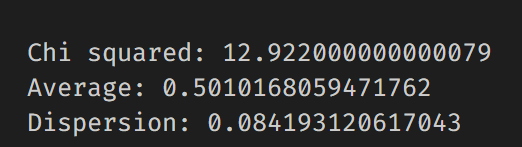 Chi squared: 12.922000000000079
Average: 0.5010168059471762
Dispersion: 0.084193120617043